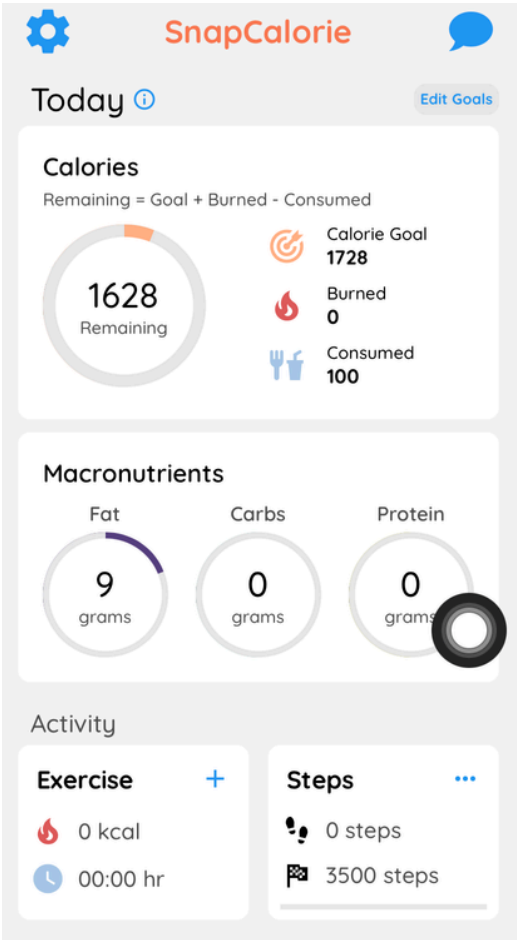 SnapCalorie
Today
Edit Goals
Calories
Remaining = Goal + Burned - Consumed
1628
Remaining
Calorie Goal
1728
Burned
0
Consumed
100
Macronutrients
Fat
Carbs
Protein
9
0
0
grams
grams
grams
Activity
Exercise
Steps
0 kcal
0 steps
00:00 hr
3500 steps